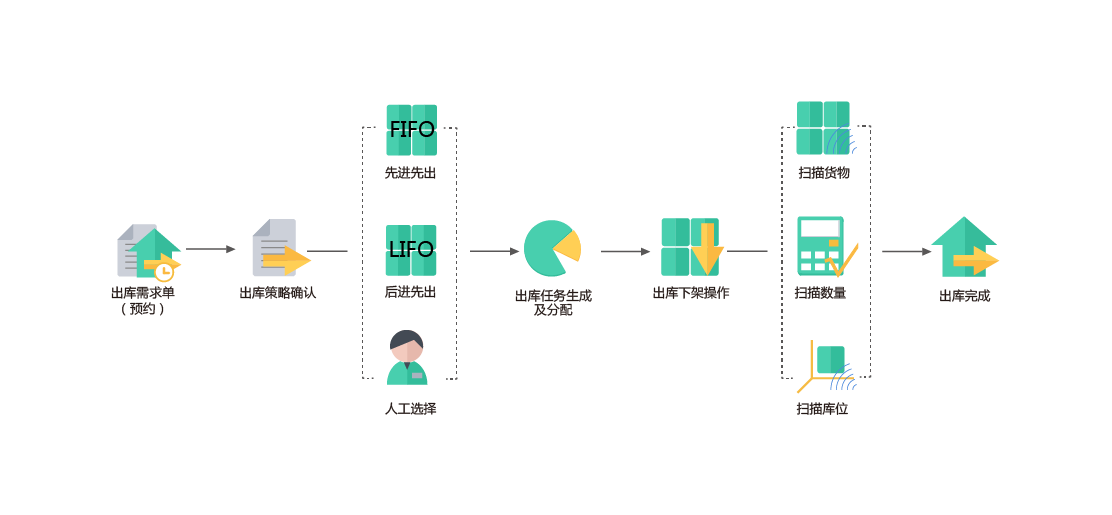 出库需求单
（预约）
出库策略确认
FIFO
先进先出
LIFO
后进先出
人工选择
出库任务生成
及分配
出库下架操作
扫描货物
扫描数量
扫描库位
出库完成